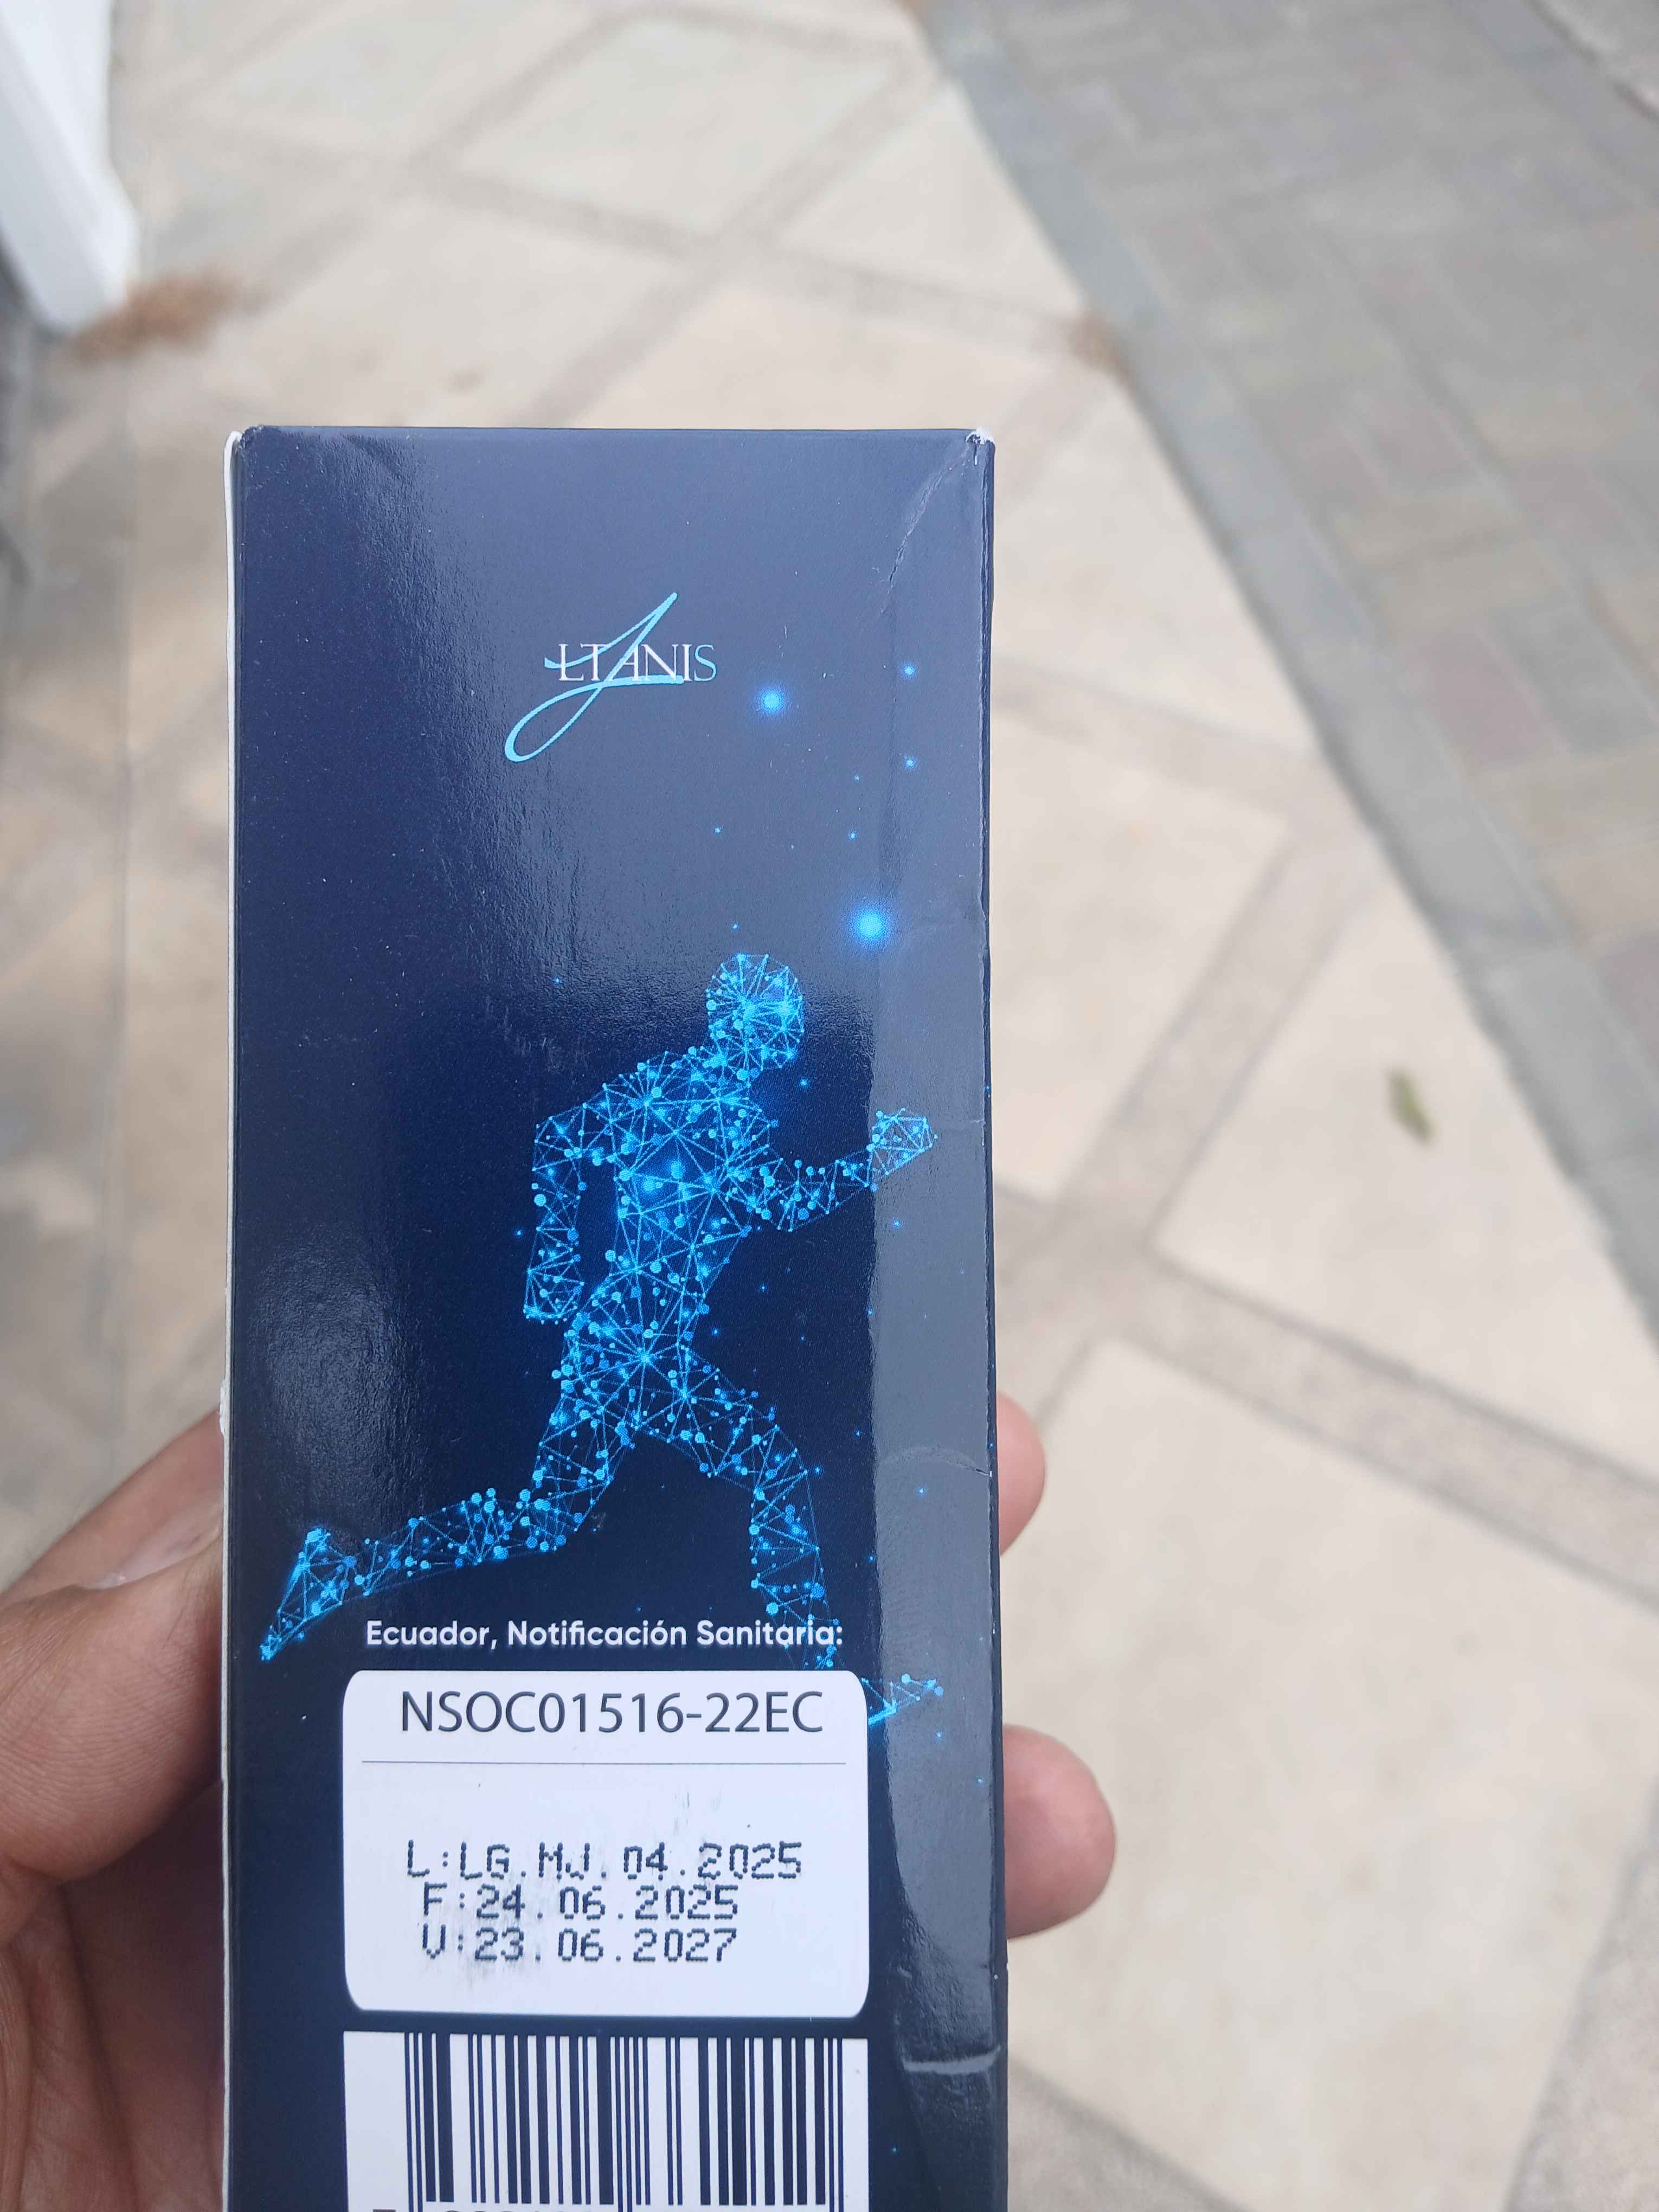 LTANIS
Ecuador, Notificación Sanitaria:
NSOC01516-22EC
L:LG.MJ.04.2025
F:24.06.2025
V:23.06.2027